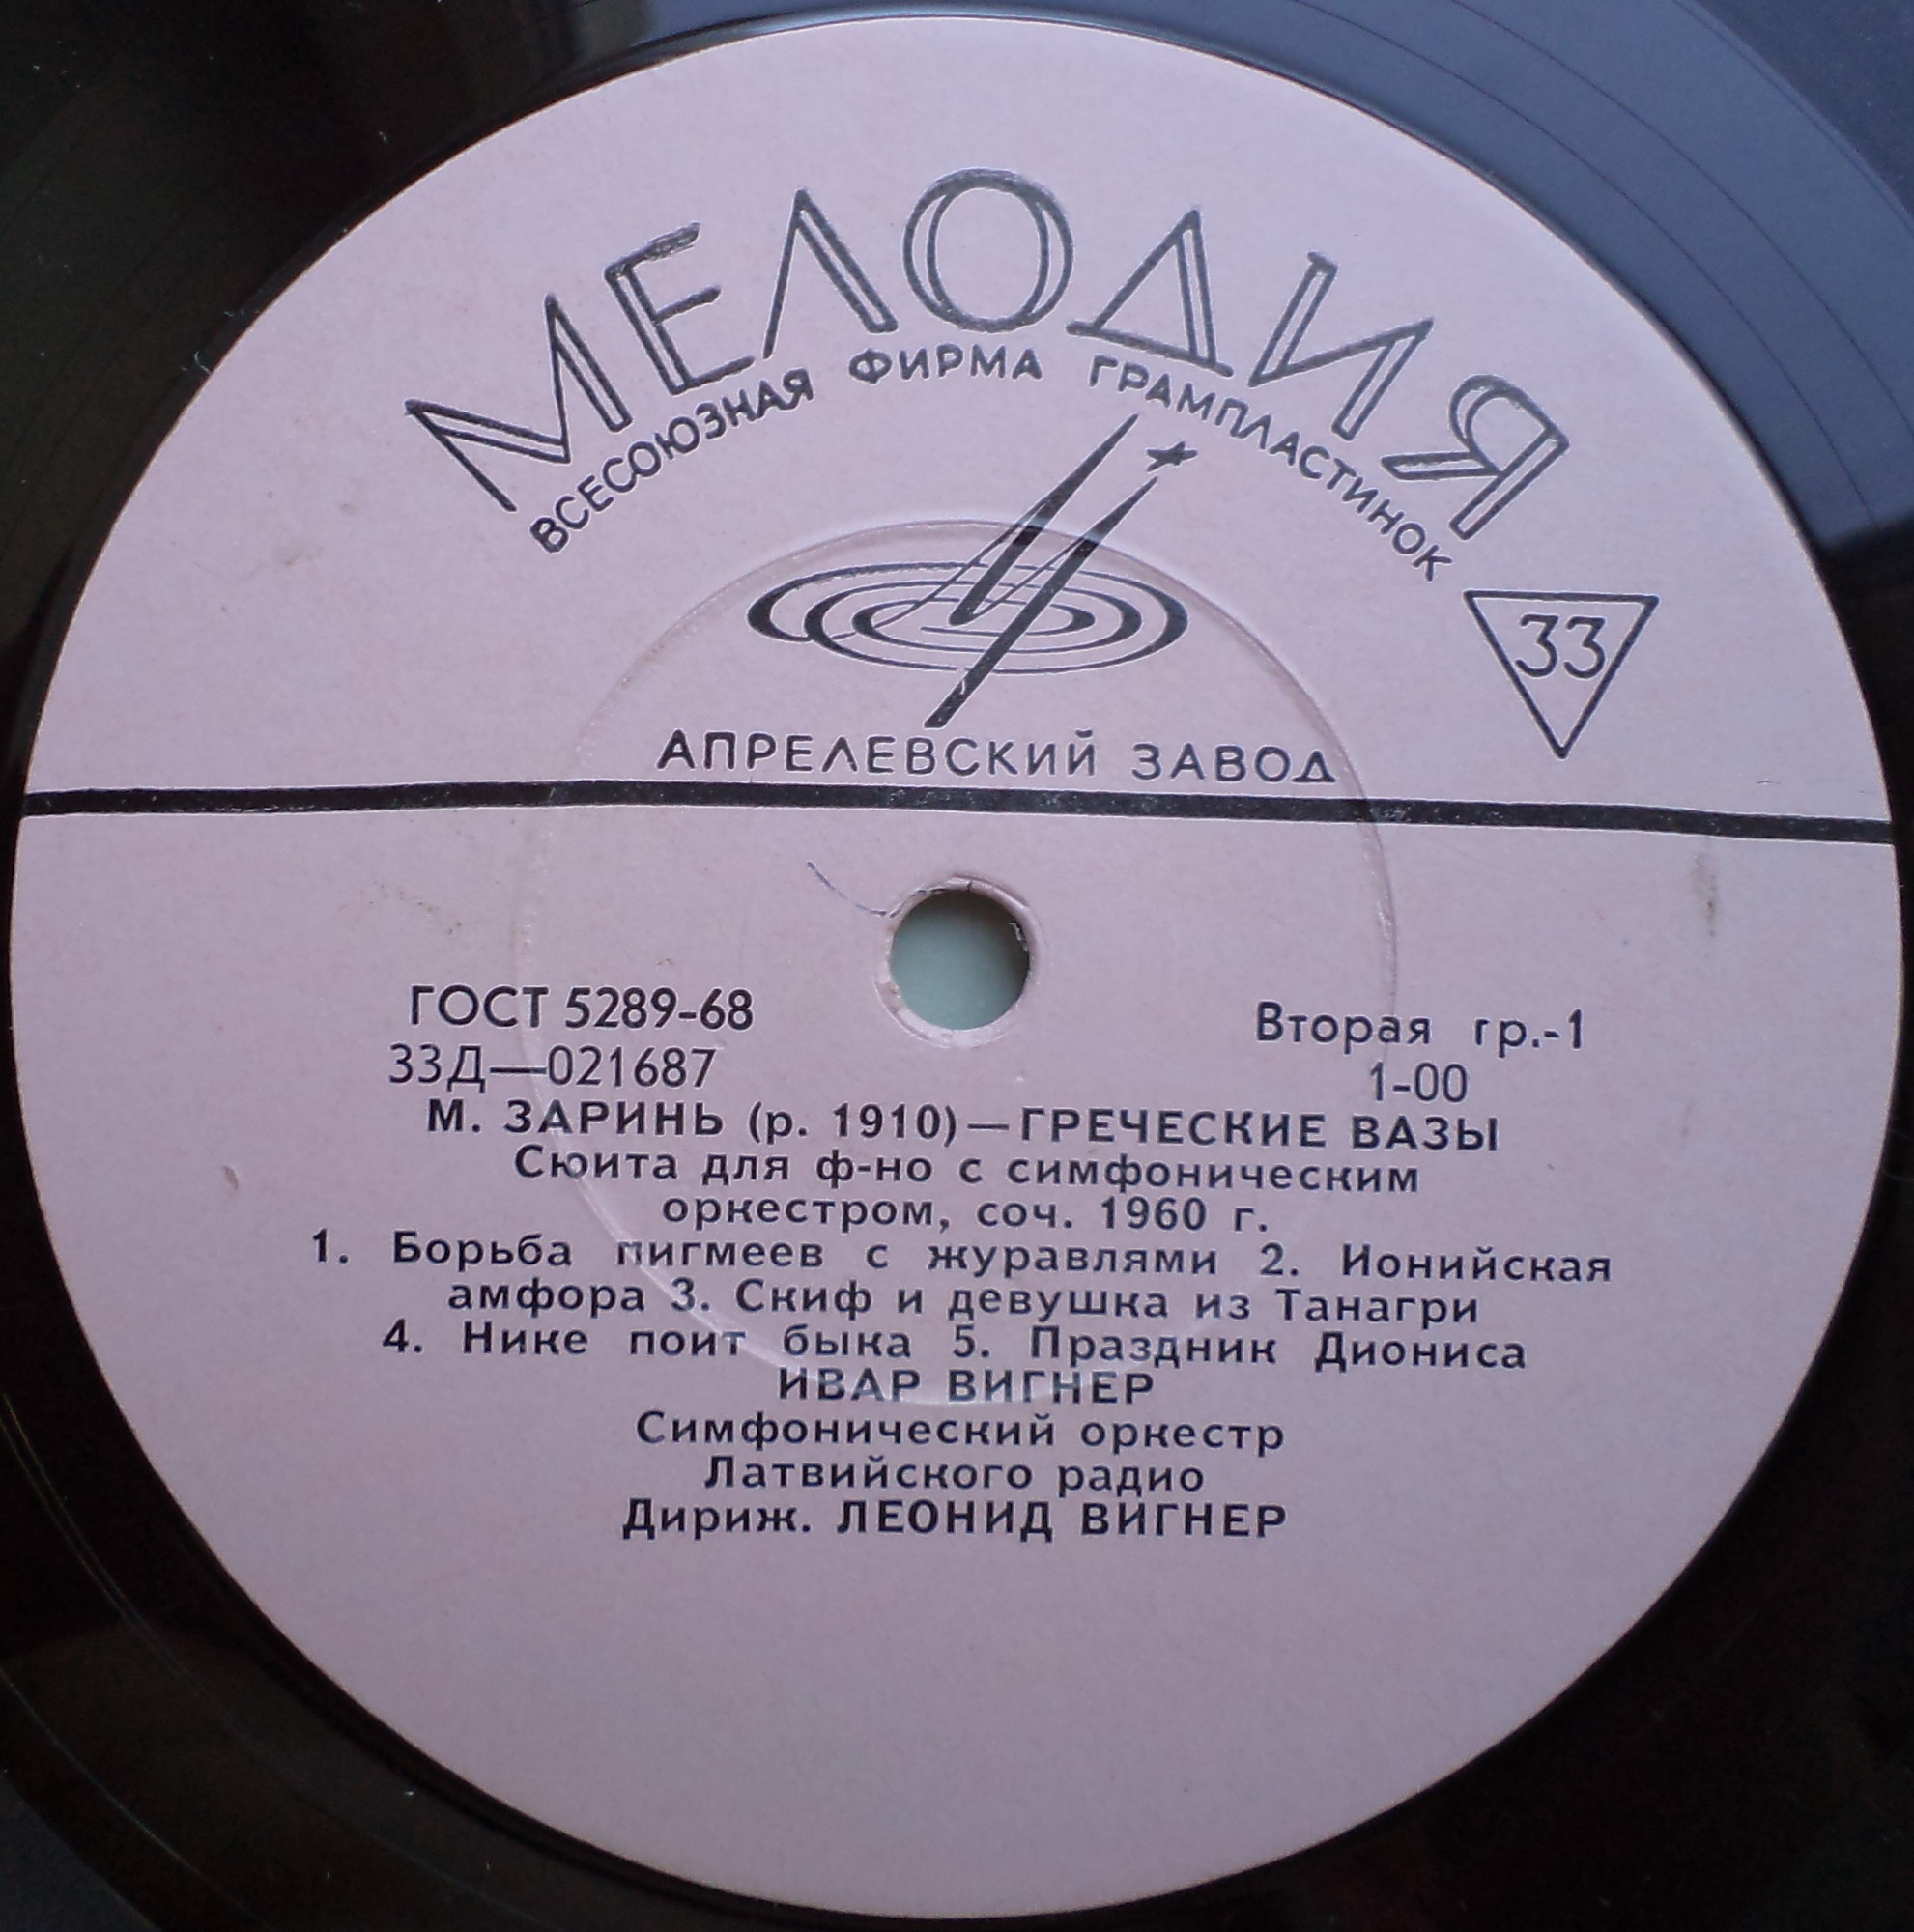 МЕЛОДИЯ
ВСЕСОЮЗНАЯ ФИРМА ГРАМПЛАСТИНОК
33
АПРЕЛЕВСКИЙ ЗАВОД
ГОСТ 5289-68
Вторая гр.-1
33Д—021687
1-00
М. ЗАРИНЬ (р. 1910)—ГРЕЧЕСКИЕ ВАЗЫ
Сюита для ф-но с симфоническим
оркестром, соч. 1960 г.
1. Борьба пигмеев с журавлями 2. Ионийская
амфора 3. Скиф и девушка из Танагри
4. Нике поит быка 5. Праздник Диониса
ИВАР ВИГНЕР
Симфонический оркестр
Латвийского радио
Дириж. ЛЕОНИД ВИГНЕР